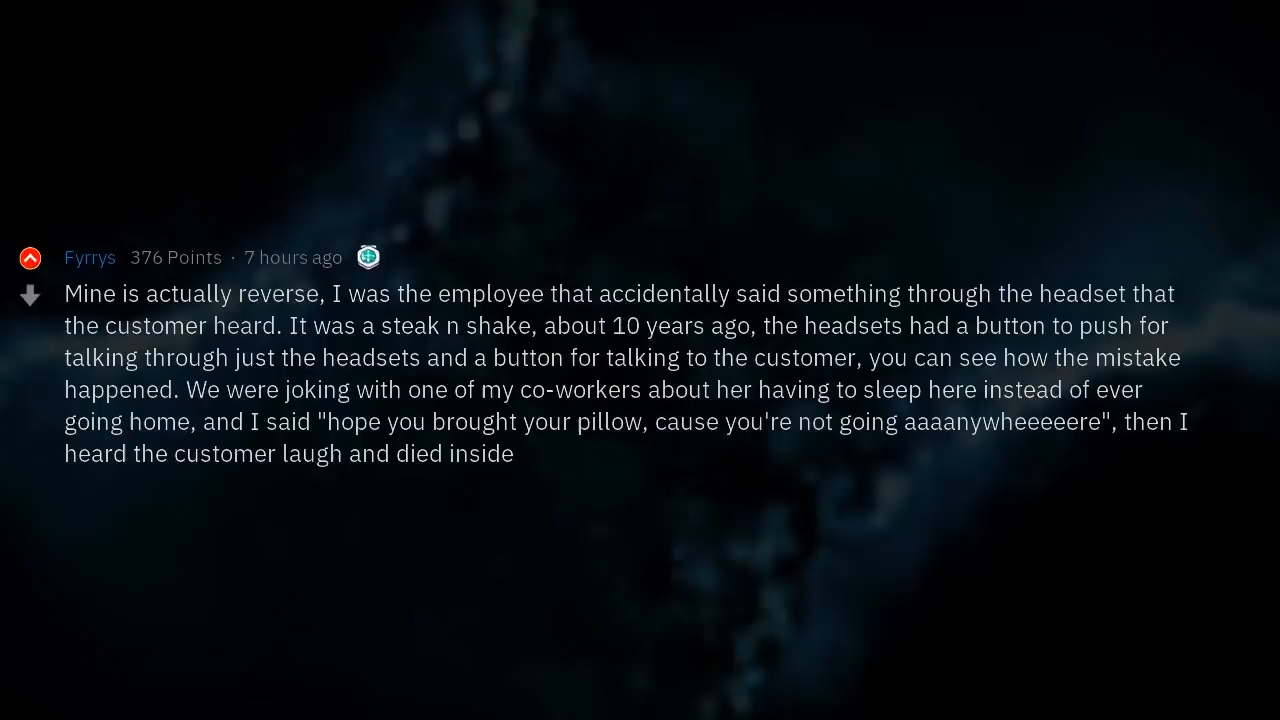 Fyrrys 376 Points · 7 hours ago
Mine is actually reverse, I was the employee that accidentally said something through the headset that
the customer heard. It was a steak n shake, about 10 years ago, the headsets had a button to push for
talking through just the headsets and a button for talking to the customer, you can see how the mistake
happened. We were joking with one of my co-workers about her having to sleep here instead of ever
going home, and I said "hope you brought your pillow, cause you're not going aaaanywheeeeere", then I
heard the customer laugh and died inside